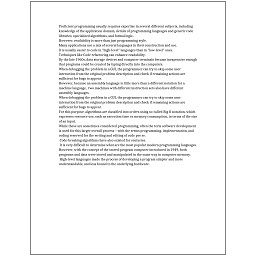 Proficient programming usually requires expertise in several different subjects, including
knowledge of the application domain, details of programming languages and generic code
libraries, specialized algorithms, and formal logic.
However, readability is more than just programming style.
Many applications use a mix of several languages in their construction and use.
It is usually easier to code in "high-level" languages than in "low-level" ones.
Techniques like Code refactoring can enhance readability.
By the late 1960s, data storage devices and computer terminals became inexpensive enough
that programs could be created by typing directly into the computers.
When debugging the problem in a GUI, the programmer can try to skip some user
interaction from the original problem description and check if remaining actions are
sufficient for bugs to appear.
However, because an assembly language is little more than a different notation for a
machine language, two machines with different instruction sets also have different
assembly languages.
When debugging the problem in a GUI, the programmer can try to skip some user
interaction from the original problem description and check if remaining actions are
sufficient for bugs to appear.
For this purpose, algorithms are classified into orders using so-called Big O notation, which
expresses resource use, such as execution time or memory consumption, in terms of the size
of an input.
While these are sometimes considered programming, often the term software development
is used for this larger overall process – with the terms programming, implementation, and
coding reserved for the writing and editing of code per se.
Code-breaking algorithms have also existed for centuries.
It is very difficult to determine what are the most popular modern programming languages.
However, with the concept of the stored-program computer introduced in 1949, both
programs and data were stored and manipulated in the same way in computer memory.
High-level languages made the process of developing a program simpler and more
understandable, and less bound to the underlying hardware.